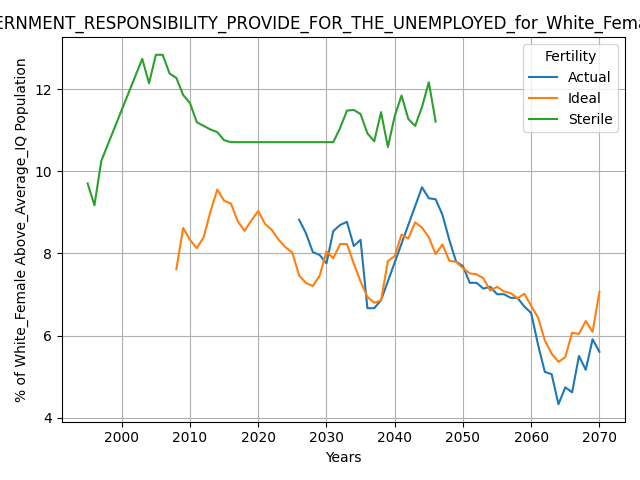 ERNMENT_RESPONSIBILITY_PROVIDE_FOR_THE_UNEMPLOYED_for_White_Fema
Fertility
Actual
Ideal
Sterile
% of White_Female Above_Average_IQ Population
12
10
8
6
4
2000 2010 2020 2030 2040 2050 2060 2070
Years